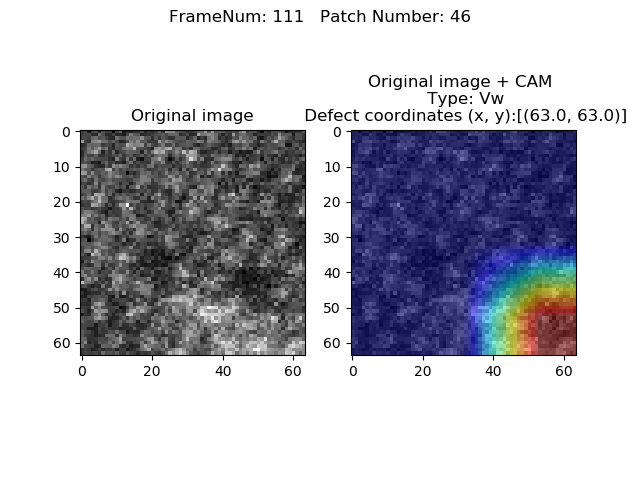 FrameNum: 111   Patch Number: 46
Original image
Original image + CAM
Type: Vw
Defect coordinates (x, y):[(63.0, 63.0)]
0
10
20
30
40
50
60
0 20 40 60
0
10
20
30
40
50
60
0 20 40 60